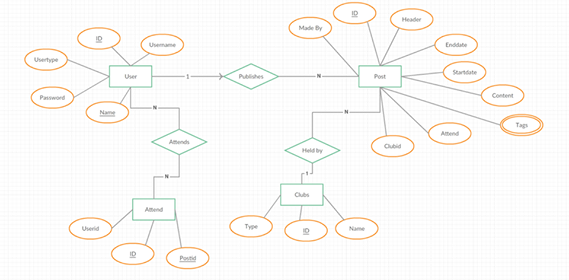 ID
Header
ID
Made By
Username
Enddate
Usertype
Startdate
User
1
Publishes
N
Post
Content
Password
Name
N
N
Tags
Attend
Attends
Clubid
Held by
N
1
Attend
Clubs
Userid
Type
ID
Name
ID
PostId